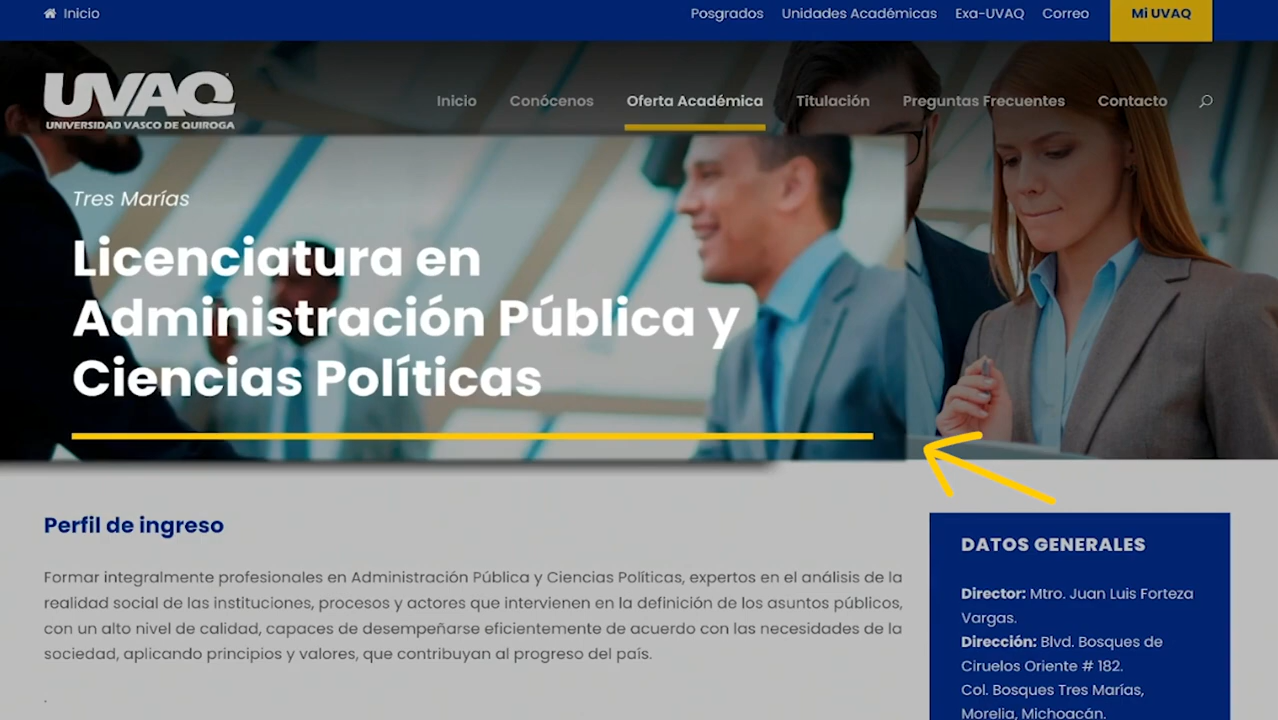 Inicio
Posgrados Unidades Académicas Exa-UVAQ Correo Mi UVAQ
UVAQ
UNIVERSIDAD VASCO DE QUIROGA
Inicio Conócenos Oferta Académica Titulación Preguntas Frecuentes Contacto
Tres Marías
Licenciatura en
Administración Pública y
Ciencias Políticas
Perfil de ingreso
Formar integralmente profesionales en Administración Pública y Ciencias Políticas, expertos en el análisis de la
realidad social de las instituciones, procesos y actores que intervienen en la definición de los asuntos públicos,
con un alto nivel de calidad, capaces de desempeñarse eficientemente de acuerdo con las necesidades de la
sociedad, aplicando principios y valores, que contribuyan al progreso del país.
.
DATOS GENERALES
Director: Mtro. Juan Luis Forteza
Vargas.
Dirección: Blvd. Bosques de
Ciruelos Oriente # 182.
Col. Bosques Tres Marías,
Morelia, Michoacán.